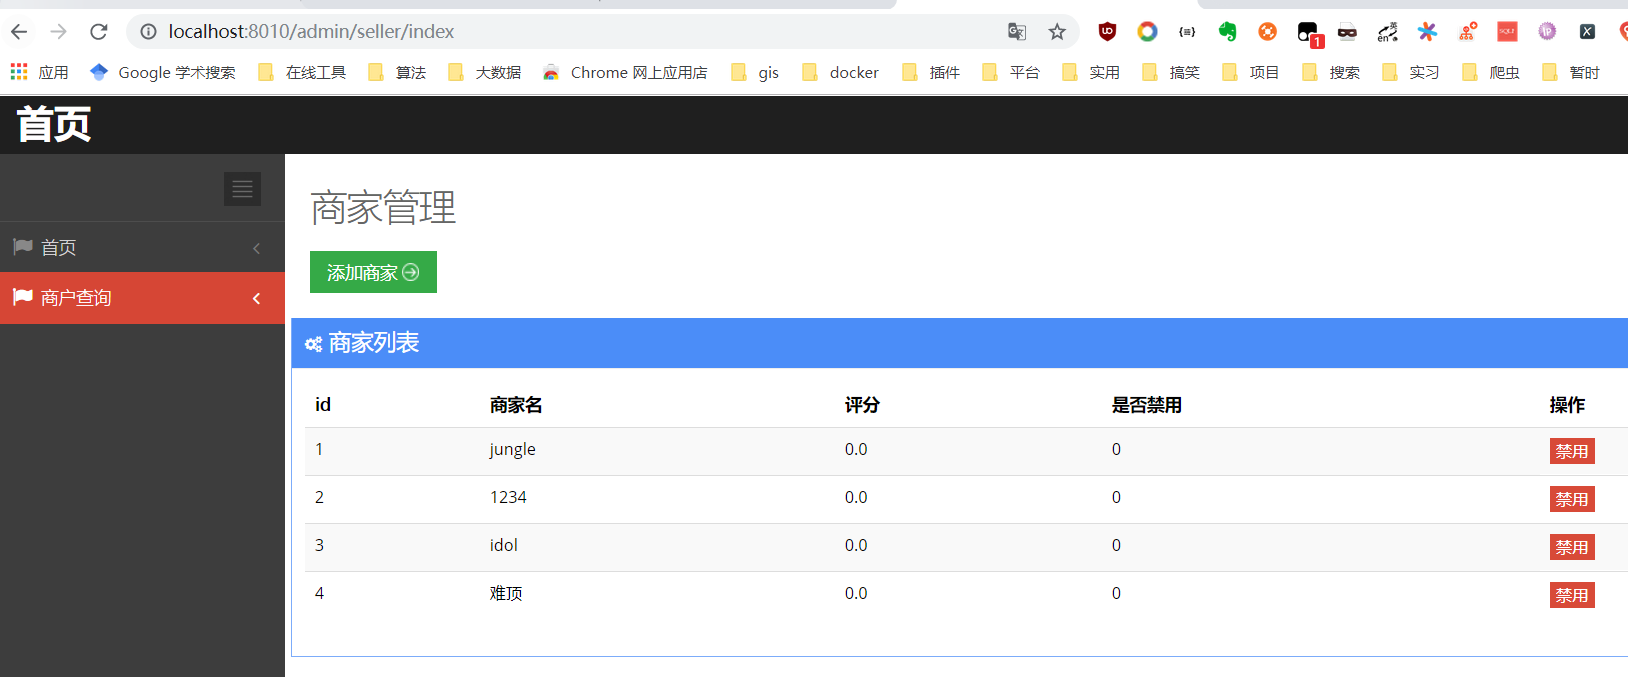 localhost:8010/admin/seller/index
应用 Google 学术搜索 在线工具 算法 大数据 Chrome 网上应用店 gis docker 插件 平台 实用 搞笑 项目 搜索 实习 爬虫 暂时
首页
商家管理
首页
添加商家
商户查询
商家列表
id 商家名 评分 是否禁用 操作
1 jungle 0.0 0 禁用
2 1234 0.0 0 禁用
3 idol 0.0 0 禁用
4 难顶 0.0 0 禁用